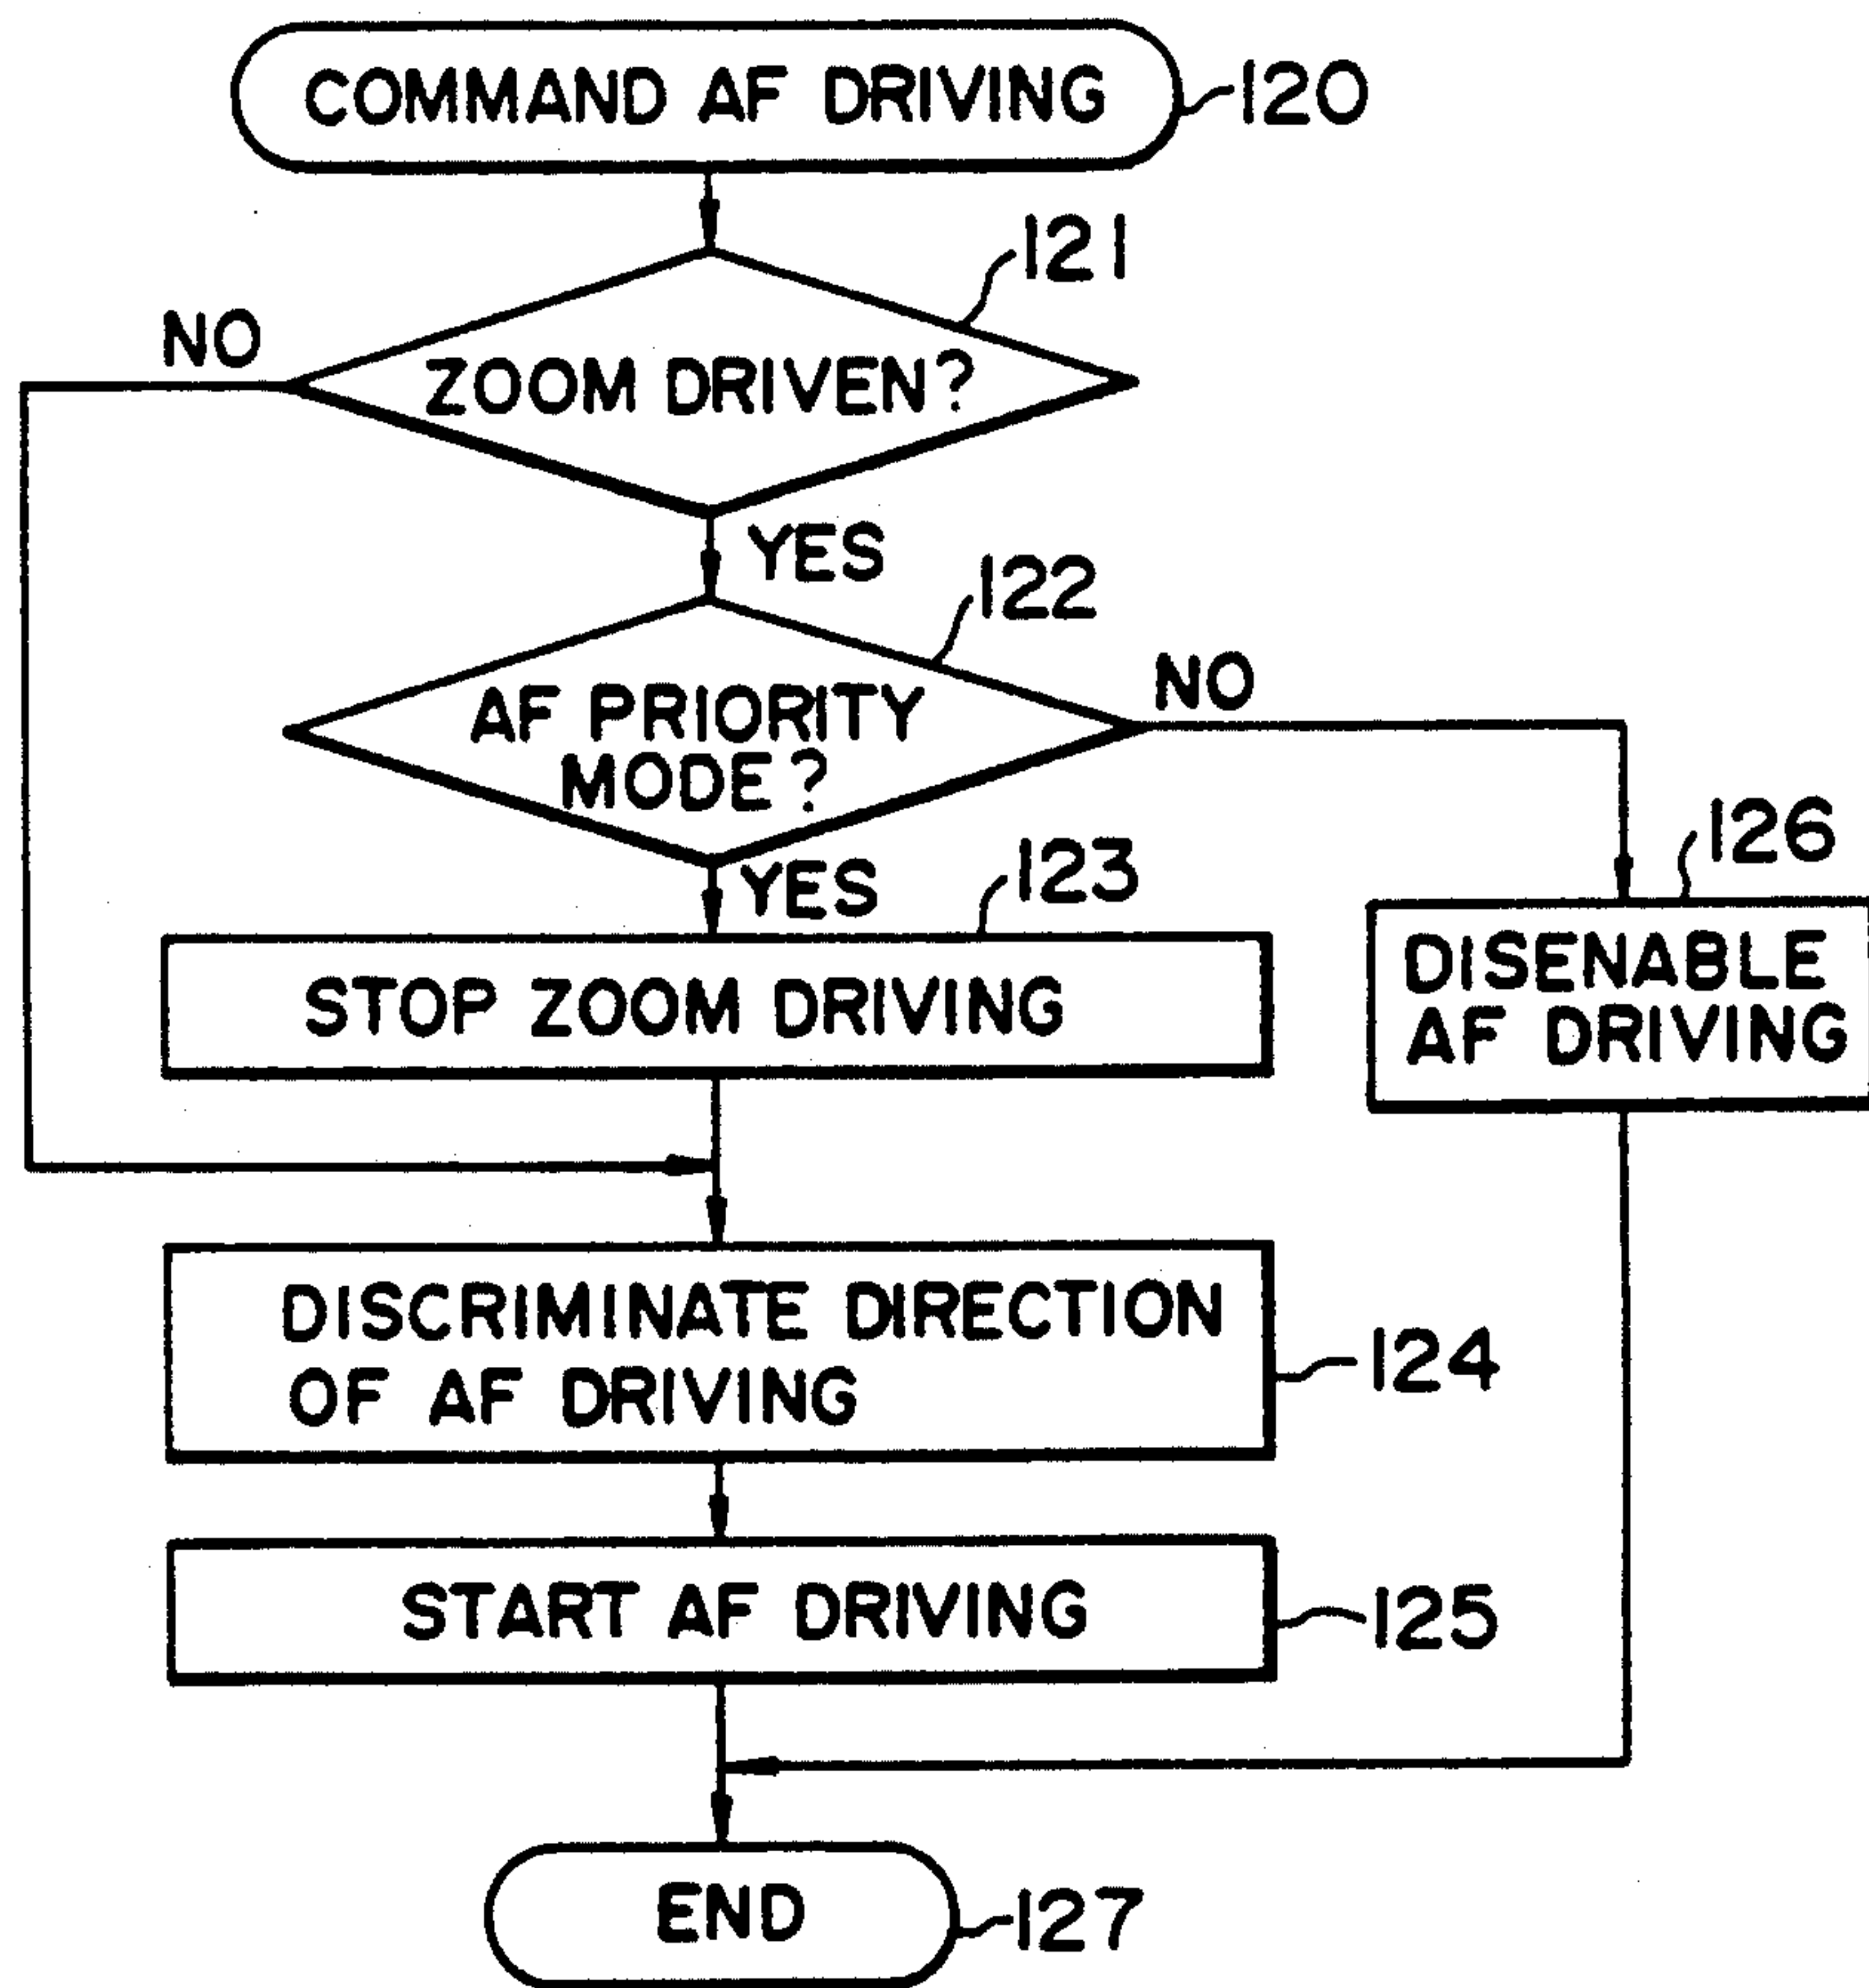 COMMAND AF DRIVING
120
121
NO
ZOOM DRIVEN?
YES
122
AF PRIORITY
MODE?
NO
YES
123
126
STOP ZOOM DRIVING
DISENABLE
AF DRIVING
DISCRIMINATE DIRECTION
OF AF DRIVING
124
START AF DRIVING
125
END
127